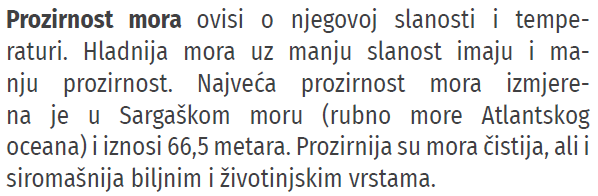 Prozirnost mora ovisi o njegovoj slanosti i tempe-
raturi. Hladnija mora uz manju slanost imaju i ma-
nju prozirnost. Najveća prozirnost mora izmjere-
na je u Sargaškom moru (rubno more Atlantskog
oceana) i iznosi 66,5 metara. Prozirnija su mora čistija, ali i
siromašnija biljnim i životinjskim vrstama.